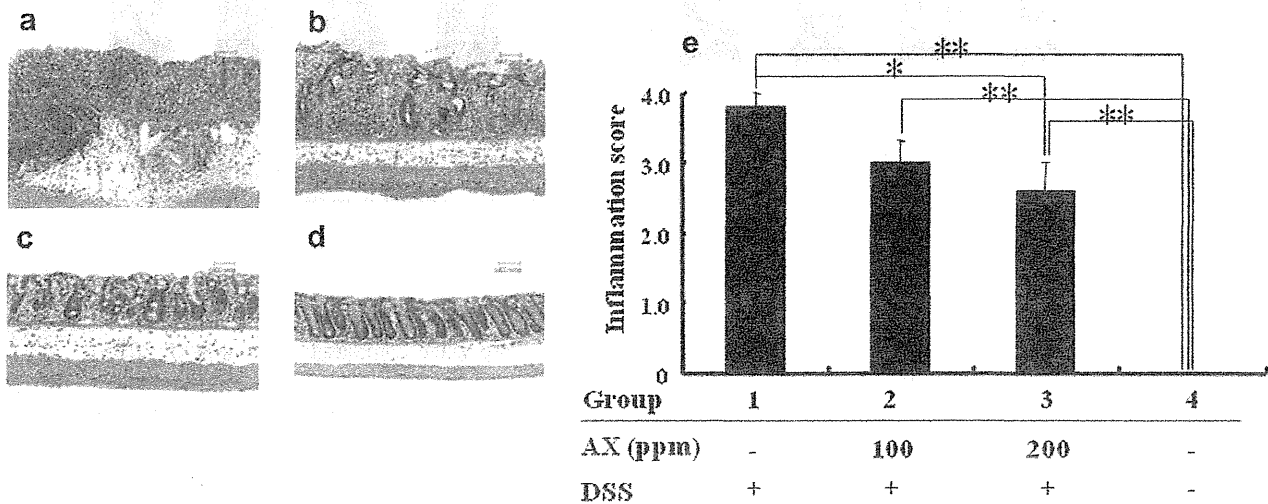 a
b
c
d
e
**
*
**
**
4.0
3.0
2.0
1.0
0
Inflammation score
Group 1 2 3 4
AX (ppm) - 100 200 -
DSS + + + -